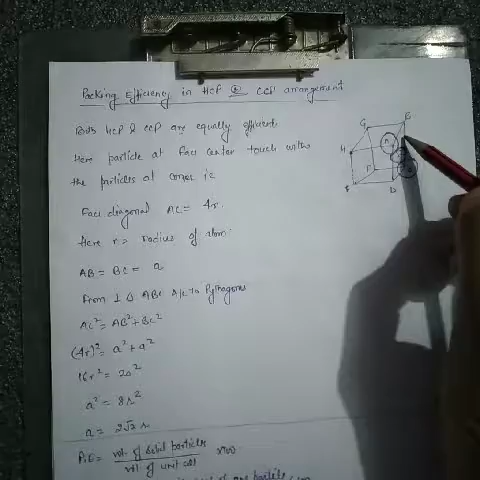 Packing Efficiency in HCP & CCP arrangement
Both HCP & CCP are equally efficient
Here particle at face center touch with
the particles at corner ie
Face diagonal AC = 4r.
Here r = radius of atom.
AB = BC = a
From ⊥ Δ ABC A/c to Pythagoras
AC² = AB² + BC²
(4r)² = a² + a²
16r² = 2a²
a² = 8r²
a = 2√2 r
P.E = vol. of total particles
vol of unit cell
x100
G
B
H
F
E
D